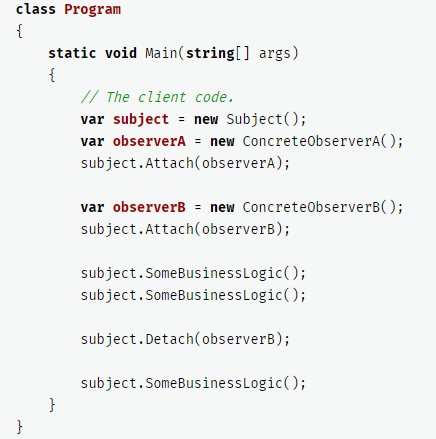 class Program
{
    static void Main(string[] args)
    {
        // The client code.
        var subject = new Subject();
        var observerA = new ConcreteObserverA();
        subject.Attach(observerA);

        var observerB = new ConcreteObserverB();
        subject.Attach(observerB);

        subject.SomeBusinessLogic();
        subject.SomeBusinessLogic();

        subject.Detach(observerB);

        subject.SomeBusinessLogic();
    }
}